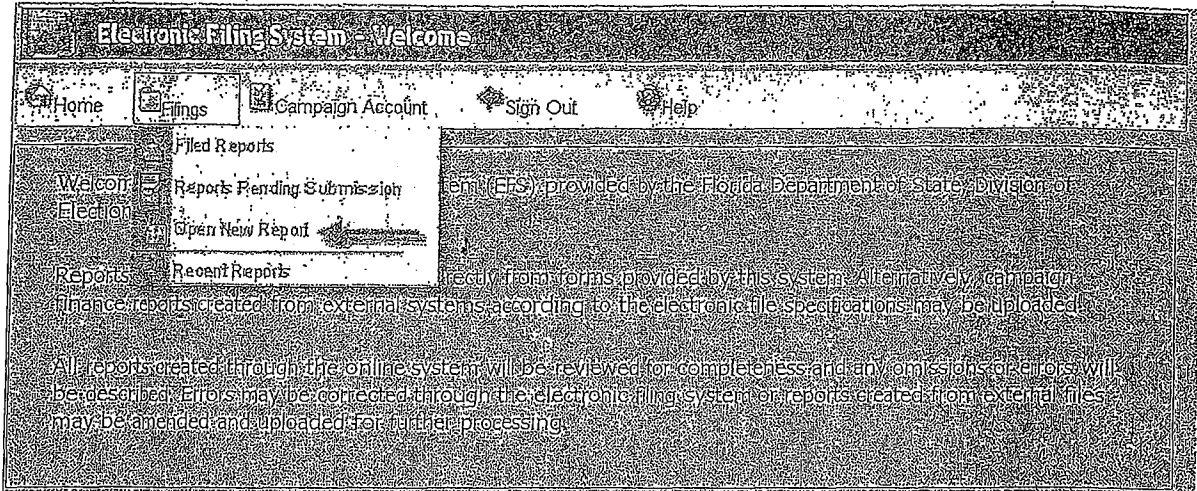 Electronic Filing System - Welcome
Home Filings Campaign Account Sign Out Help
Filed Reports
Reports Pending Submission
Open New Report
Recent Reports
Welcom tem (EFS) provided by the Florida Department of State, Division of
Election
Reports rectly from forms provided by this system. Alternatively, campaign
finance reports created from external systems according to the electronic file specifications may be uploaded.
All reports created through the online system will be reviewed for completeness and any omissions or errors will
be described. Errors may be corrected through the electronic filing system or reports created from external files
may be amended and uploaded for further processing.